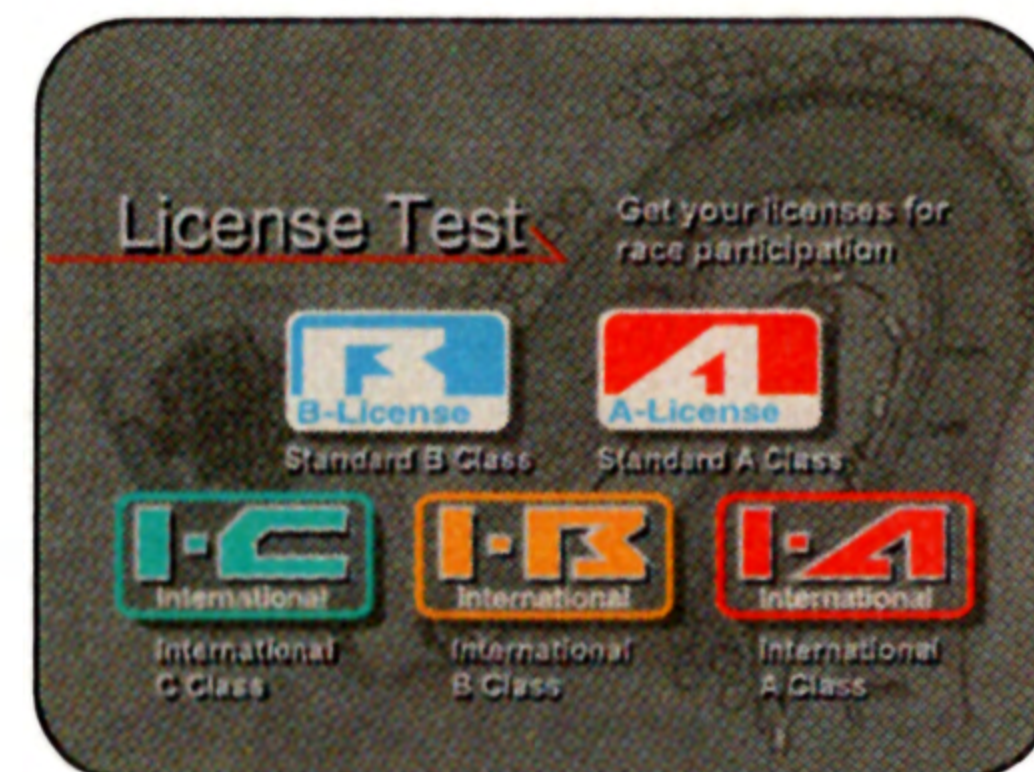 License Test
Get your licenses for
race participation
B
B-License
Standard B Class
A
A-License
Standard A Class
I-C
International
International
C Class
I-B
International
International
B Class
I-A
International
International
A Class